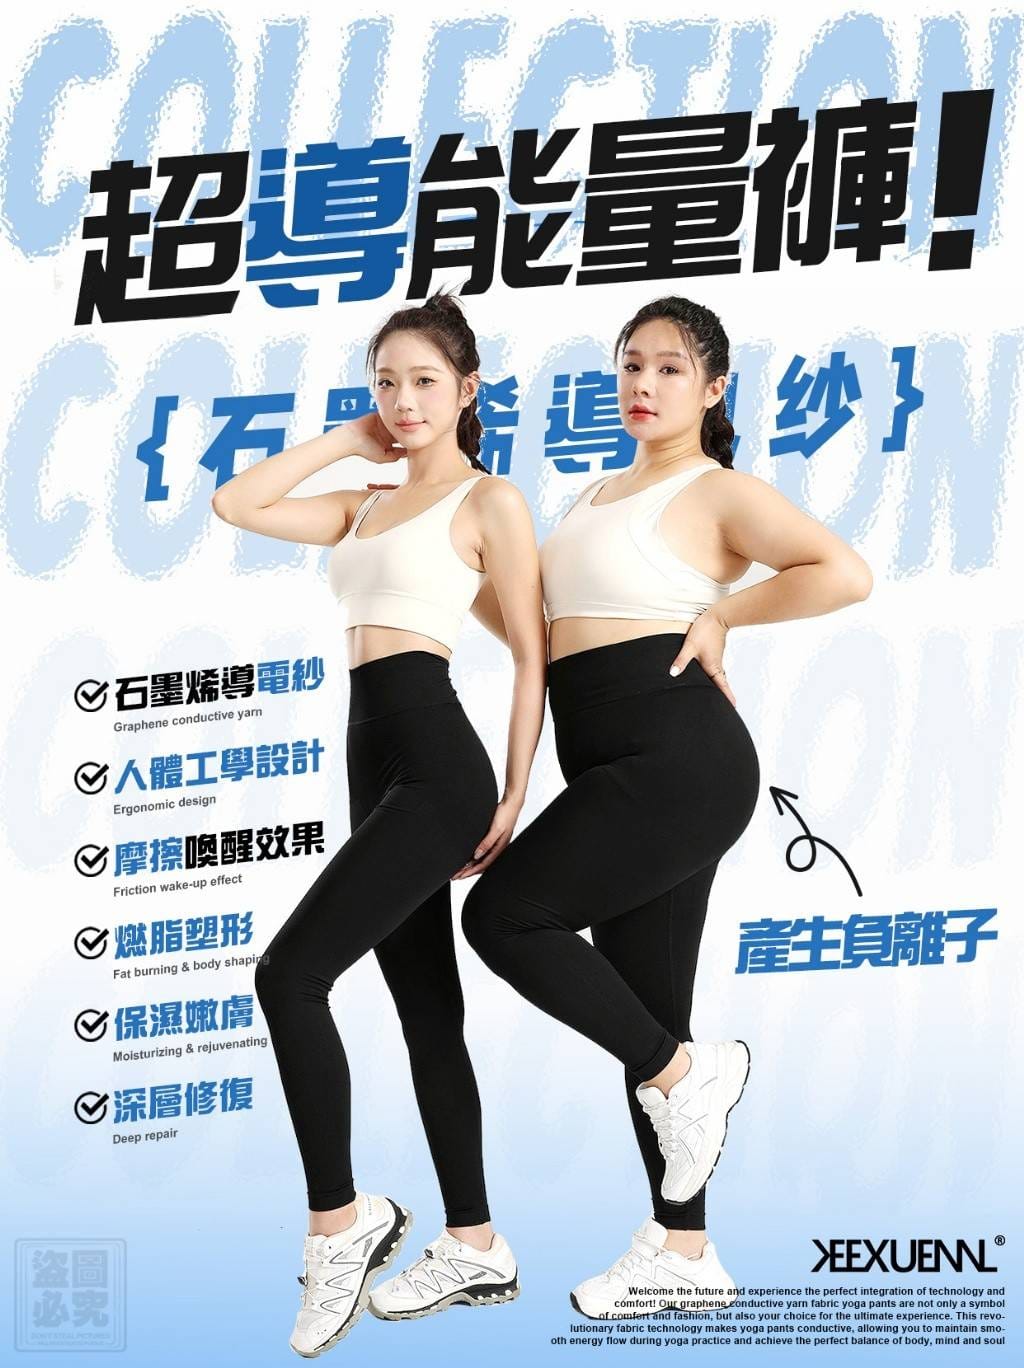 COLLECTION
超導能量褲!
{石墨烯導電紗}
石墨烯導電紗
Graphene conductive yarn
人體工學設計
Ergonomic design
摩擦喚醒效果
Friction wake-up effect
燃脂塑形
Fat burning & body shaping
保濕嫩膚
Moisturizing & rejuvenating
深層修復
Deep repair
產生負離子
KEEXUENNL®
Welcome the future and experience the perfect integration of technology and
comfort! Our graphene conductive yarn fabric yoga pants are not only a symbol
of comfort and fashion, but also your choice for the ultimate experience. This revo-
lutionary fabric technology makes yoga pants conductive, allowing you to maintain smo-
oth energy flow during yoga practice and achieve the perfect balance of body, mind and soul
盜圖
必究
DON'T STEAL PICTURES